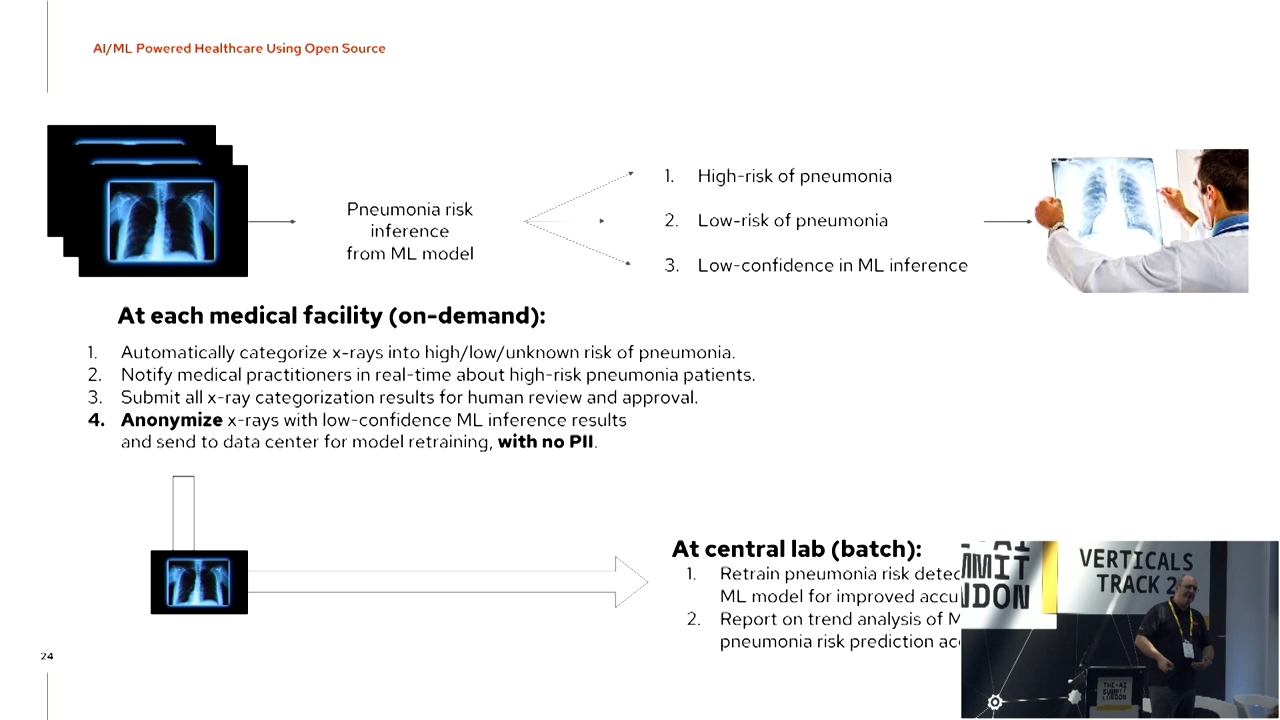 AI/ML Powered Healthcare Using Open Source
Pneumonia risk
inference
from ML model
1. High-risk of pneumonia
2. Low-risk of pneumonia
3. Low-confidence in ML inference
At each medical facility (on-demand):
1. Automatically categorize x-rays into high/low/unknown risk of pneumonia.
2. Notify medical practitioners in real-time about high-risk pneumonia patients.
3. Submit all x-ray categorization results for human review and approval.
4. Anonymize x-rays with low-confidence ML inference results
and send to data center for model retraining, with no PII.
At central lab (batch):
1. Retrain pneumonia risk
ML model for improved
2. Report on trend analysis of
pneumonia risk prediction
VERTICALS
TRACK 2
THE AI
SUMMIT
LONDON
24